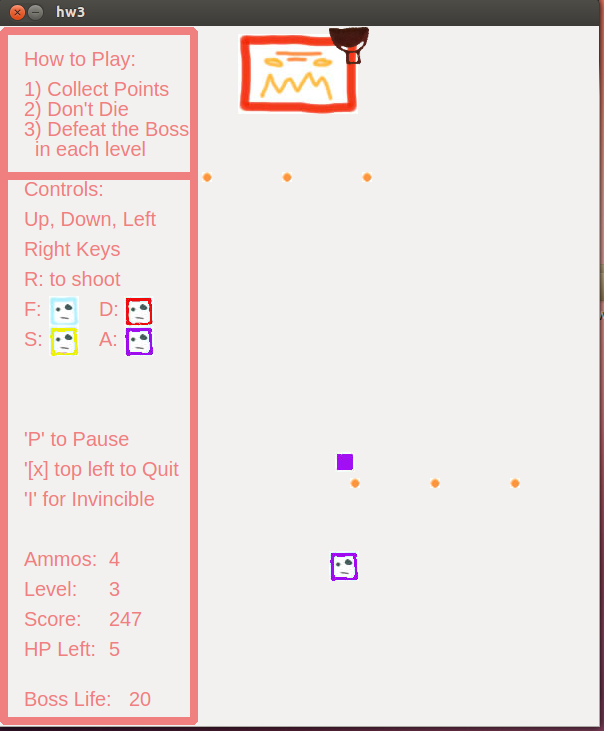 hw3
How to Play:
1) Collect Points
2) Don't Die
3) Defeat the Boss
in each level
Controls:
Up, Down, Left
Right Keys
R: to shoot
F: D:
S: A:
'P' to Pause
'[x] top left to Quit
'I' for Invincible
Ammos: 4
Level: 3
Score: 247
HP Left: 5
Boss Life: 20